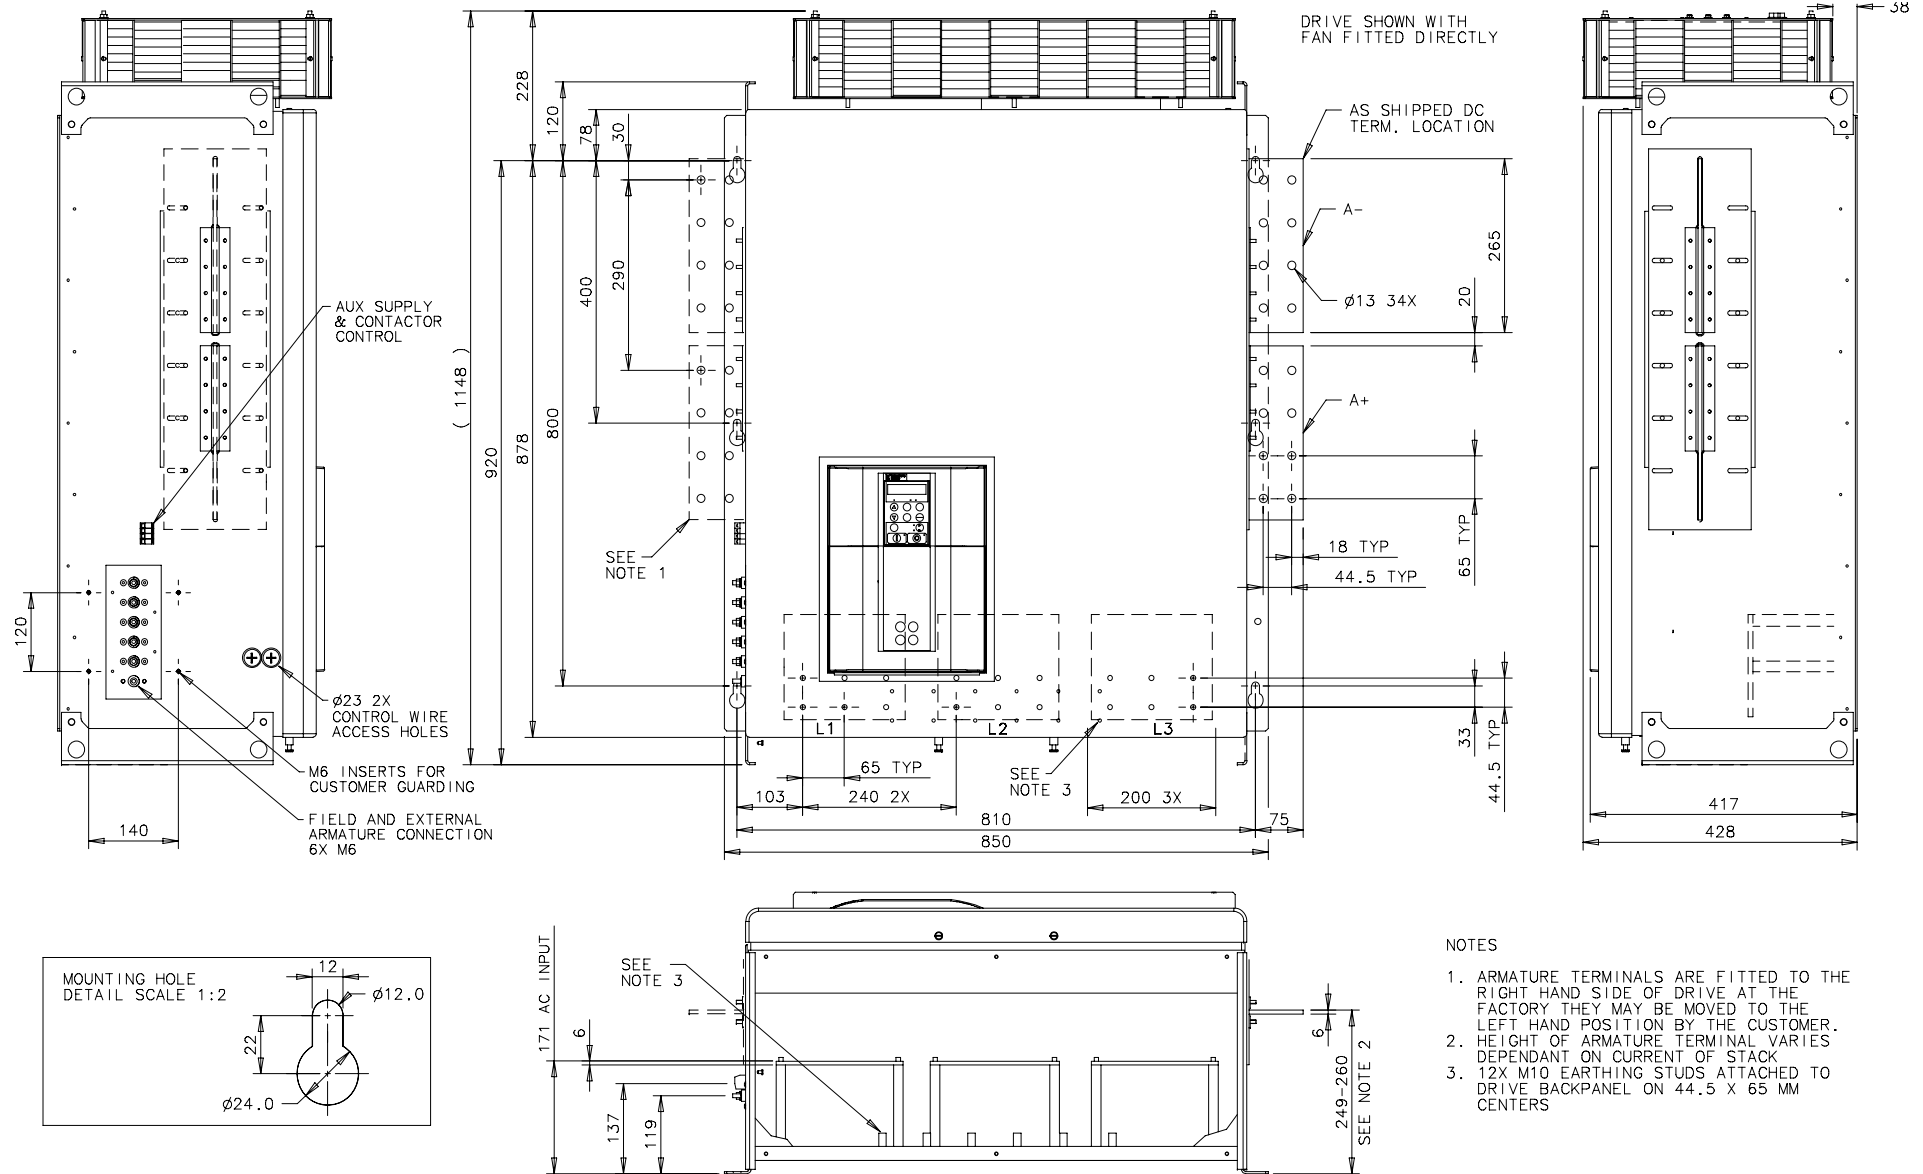 DRIVE SHOWN WITH
FAN FITTED DIRECTLY
38
228
120
78
30
AS SHIPPED DC
TERM. LOCATION
A-
265
ø13 34X
20
A+
290
400
AUX SUPPLY
& CONTACTOR
CONTROL
( 1148 )
920
878
800
65 TYP
18 TYP
44.5 TYP
SEE
NOTE 1
120
ø23 2X
CONTROL WIRE
ACCESS HOLES
M6 INSERTS FOR
CUSTOMER GUARDING
FIELD AND EXTERNAL
ARMATURE CONNECTION
6X M6
140
L1
L2
L3
65 TYP
SEE
NOTE 3
103
240 2X
200 3X
810
75
850
33
44.5 TYP
417
428
MOUNTING HOLE
DETAIL SCALE 1:2
12
ø12.0
22
ø24.0
171 AC INPUT
6
SEE
NOTE 3
137
119
6
249-260
SEE NOTE 2
NOTES
1. ARMATURE TERMINALS ARE FITTED TO THE
RIGHT HAND SIDE OF DRIVE AT THE
FACTORY THEY MAY BE MOVED TO THE
LEFT HAND POSITION BY THE CUSTOMER.
2. HEIGHT OF ARMATURE TERMINAL VARIES
DEPENDANT ON CURRENT OF STACK
3. 12X M10 EARTHING STUDS ATTACHED TO
DRIVE BACKPANEL ON 44.5 X 65 MM
CENTERS